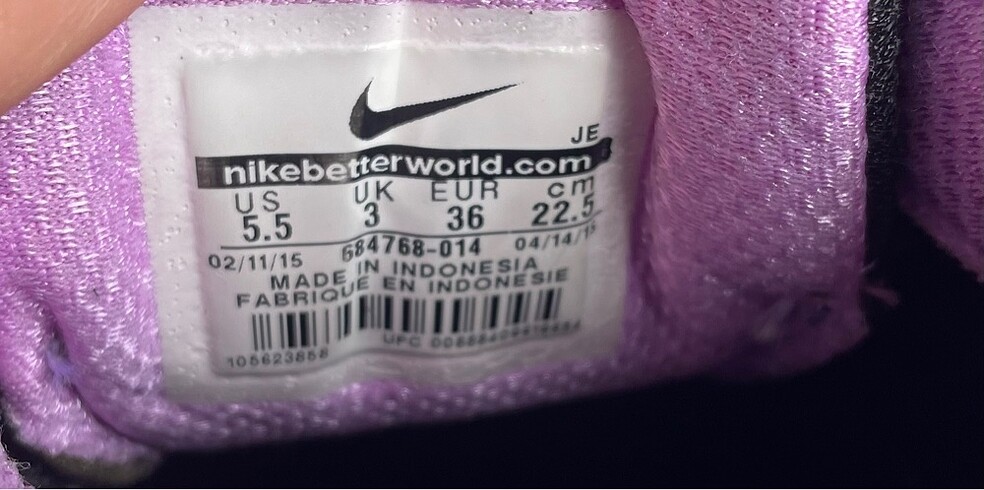 JE
nikebetterworld.com
US UK EUR cm
5.5 3 36 22.5
02/11/15 684768-014 04/14/15
MADE IN INDONESIA
FABRIQUE EN INDONESIE
UPC
105623858